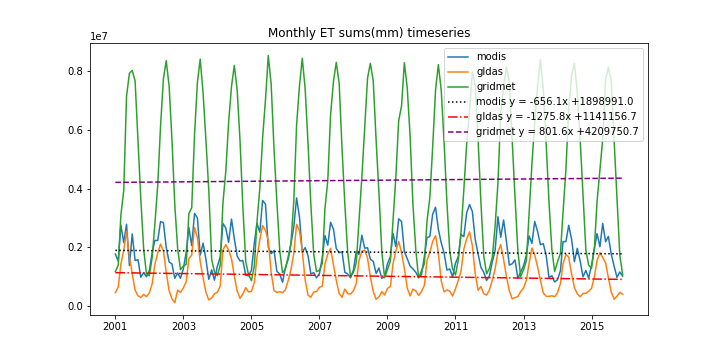 Monthly ET sums(mm) timeseries
1e7
modis
gldas
gridmet
modis y = -656.1x +1898991.0
gldas y = -1275.8x +1141156.7
gridmet y = 801.6x +4209750.7
0.8
0.6
0.4
0.2
0.0
2001 2003 2005 2007 2009 2011 2013 2015